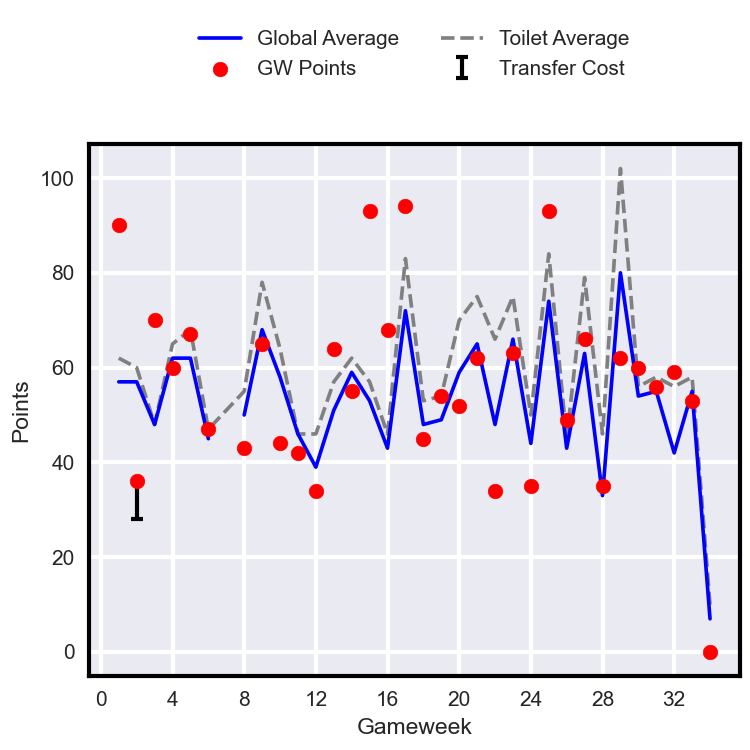 Global Average
GW Points
Toilet Average
Transfer Cost
100
80
60
40
20
0
Points
0 4 8 12 16 20 24 28 32
Gameweek